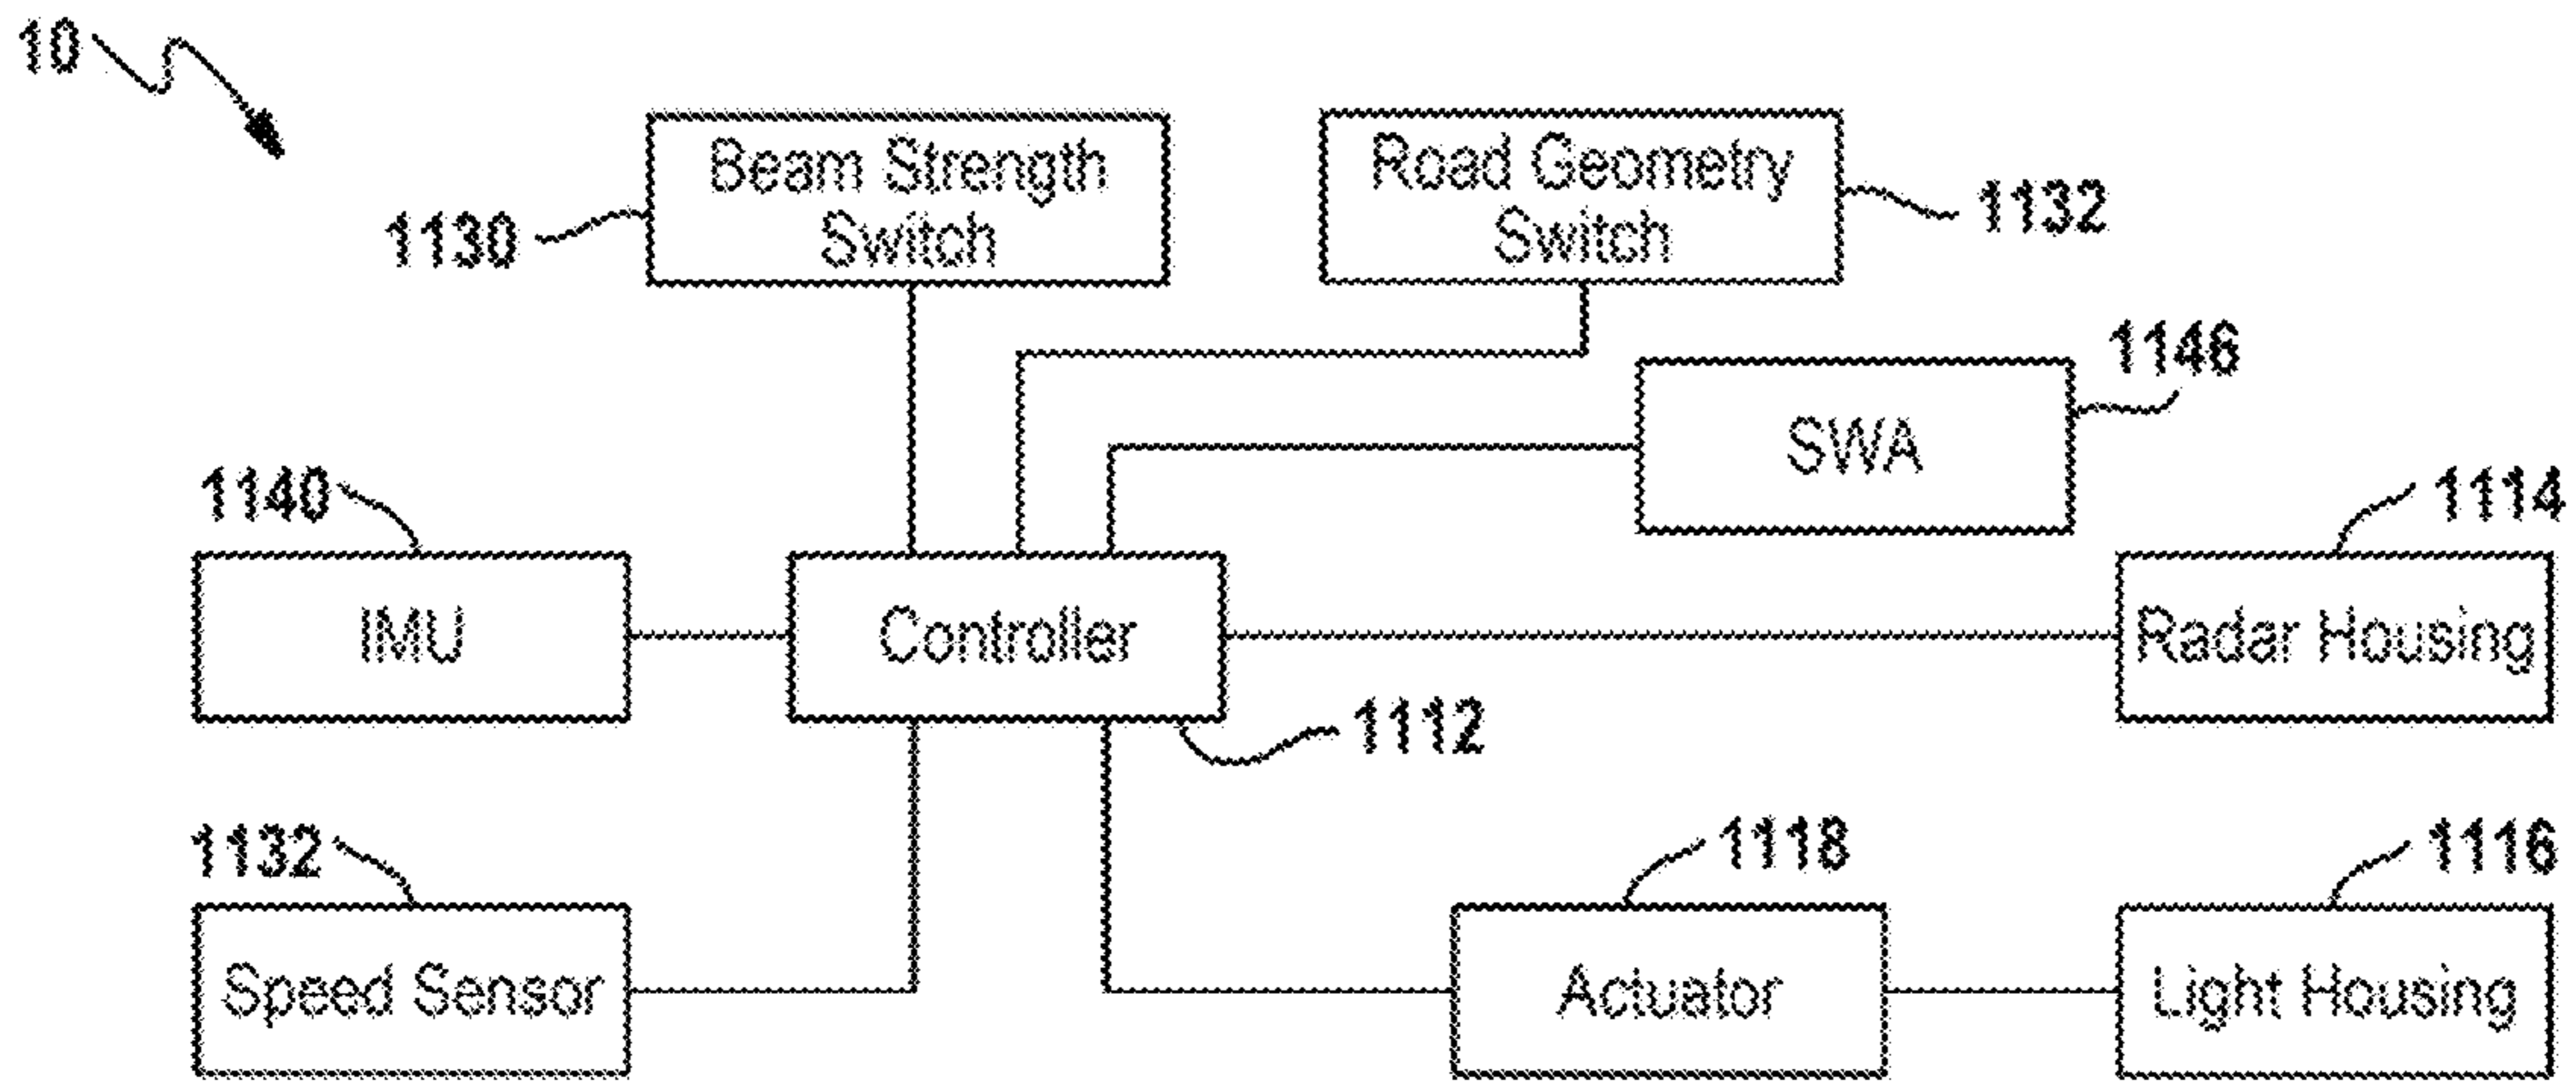 10
Beam Strength
Switch
1130
Road Geometry
Switch
1132
1146
SWA
1140
IMU
Controller
1112
1114
Radar Housing
1132
Speed Sensor
1118
Actuator
1116
Light Housing